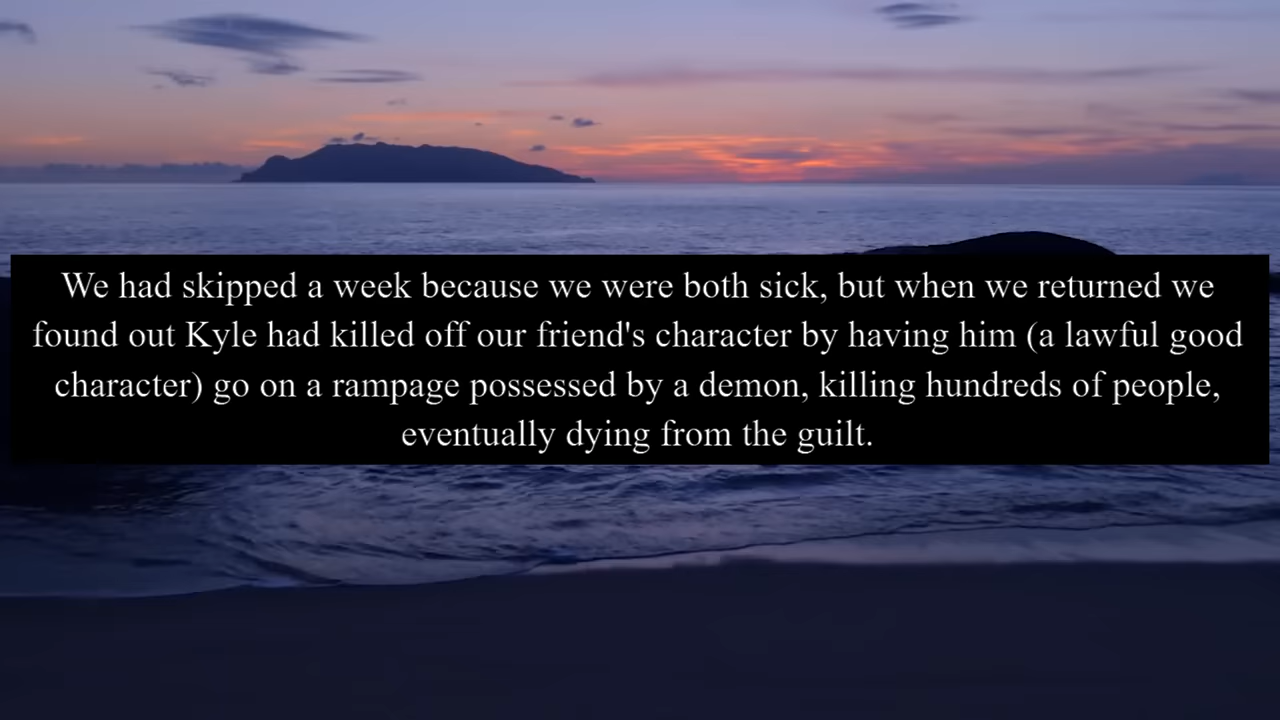 We had skipped a week because we were both sick, but when we returned we
found out Kyle had killed off our friend's character by having him (a lawful good
character) go on a rampage possessed by a demon, killing hundreds of people,
eventually dying from the guilt.